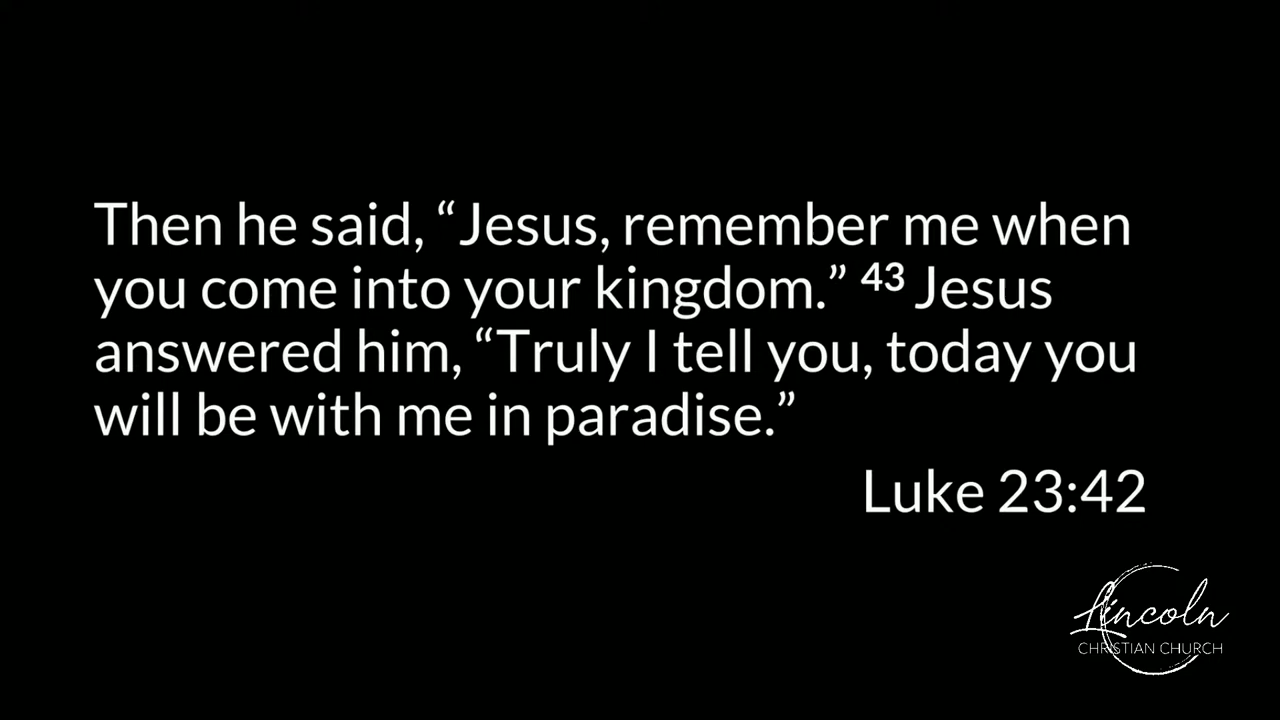 Then he said, “Jesus, remember me when
you come into your kingdom.” ⁴³ Jesus
answered him, “Truly I tell you, today you
will be with me in paradise.”
Luke 23:42
Lincoln
CHRISTIAN CHURCH